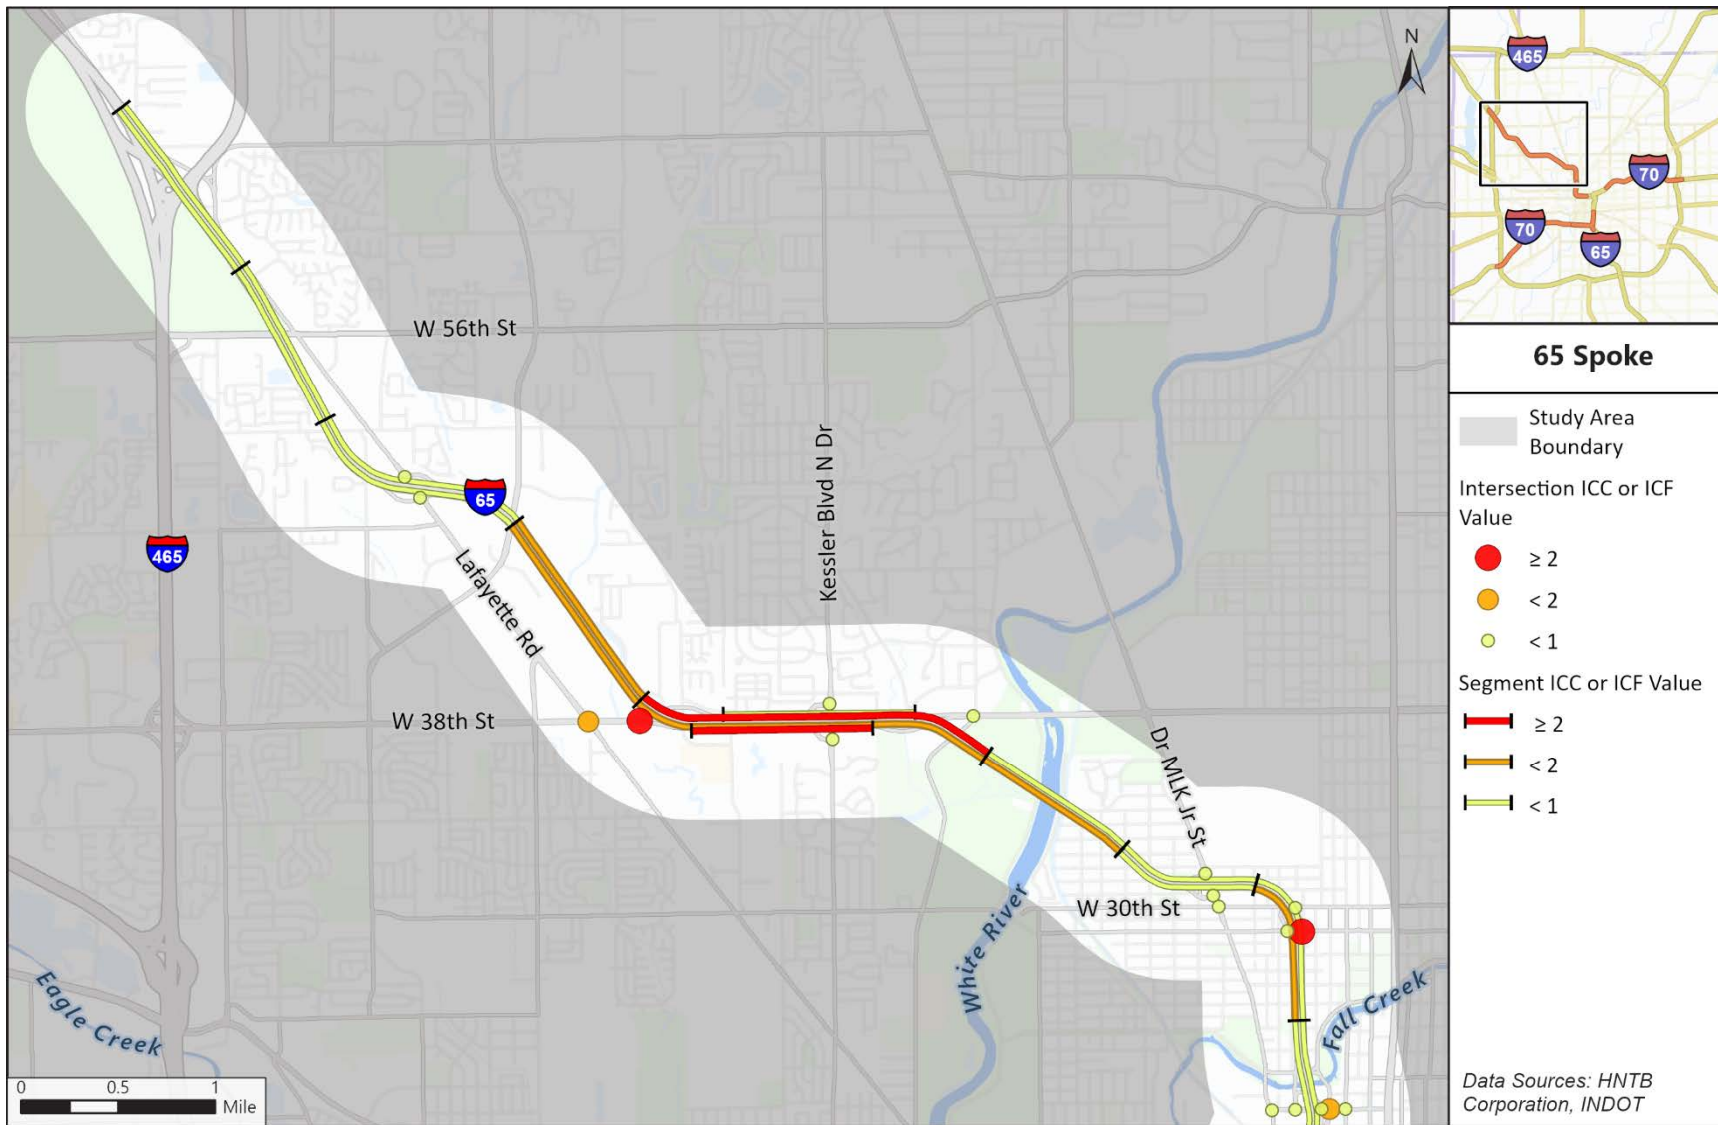 N
W 56th St
Kessler Blvd N Dr
65
465
Lafayette Rd
W 38th St
Dr MLK Jr St
W 30th St
White River
Fall Creek
Eagle Creek
0 0.5 1
Mile
465
70
70
65
65 Spoke
Study Area
Boundary
Intersection ICC or ICF
Value
≥ 2
< 2
< 1
Segment ICC or ICF Value
≥ 2
< 2
< 1
Data Sources: HNTB
Corporation, INDOT